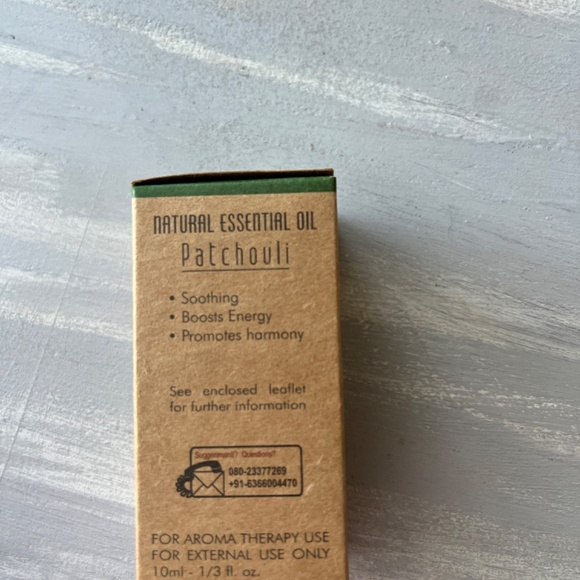 NATURAL ESSENTIAL OIL
Patchouli
• Soothing
• Boosts Energy
• Promotes harmony
See enclosed leaflet
for further information
Suggestions? Questions?
080-23377269
+91-6366004470
FOR AROMA THERAPY USE
FOR EXTERNAL USE ONLY
10ml - 1/3 fl. oz.